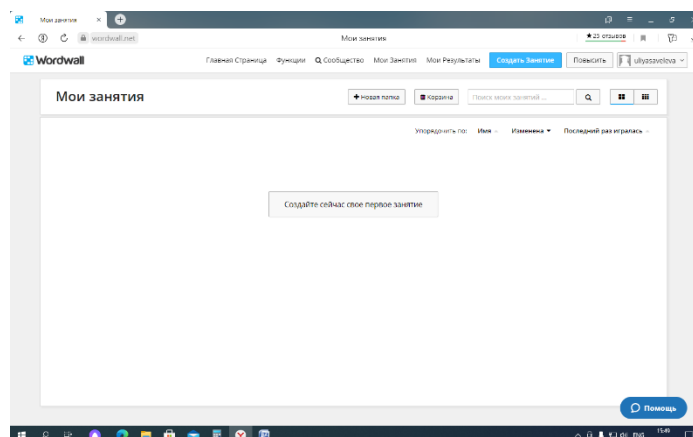 Мои занятия
wordwall.net Мои занятия ★ 25 отзывов
Wordwall Главная Страница Функции Сообщество Мои Занятия Мои Результаты Создать Занятие Повысить uliyasaveleva
Мои занятия + Новая папка Корзина Поиск моих занятий ...
Упорядочить по: Имя Изменена Последний раз игралась
Создайте сейчас свое первое занятие
Помощь
ENG 15:49